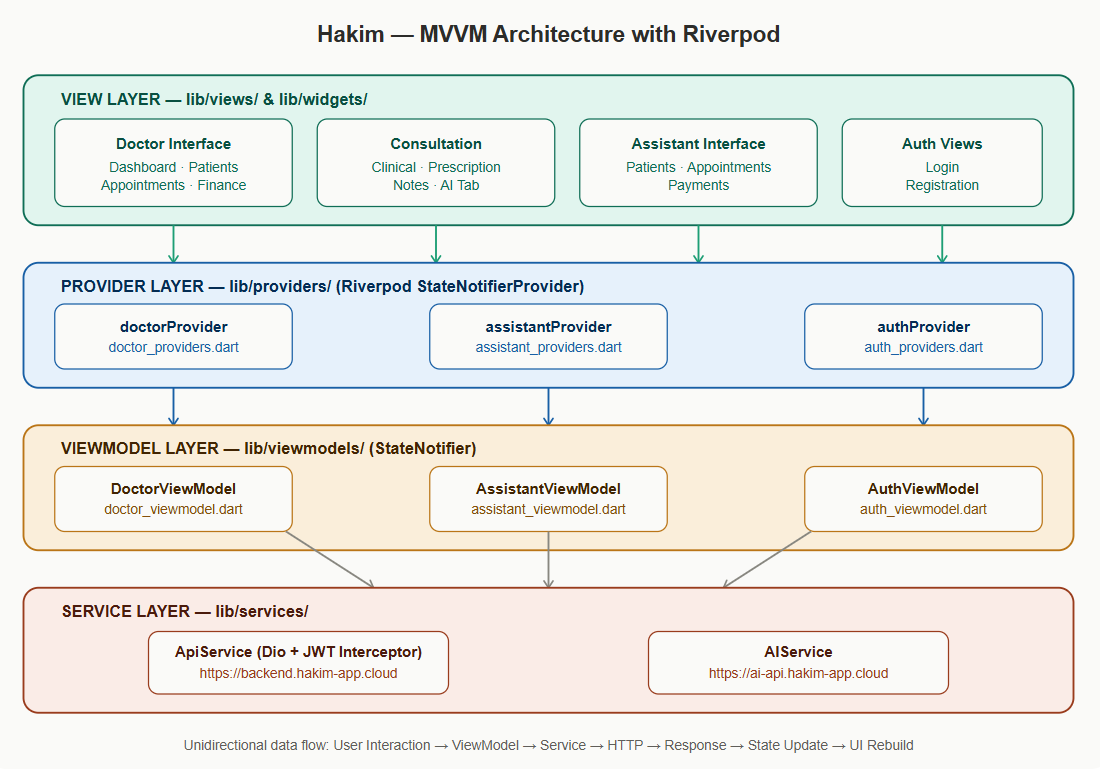 Hakim — MVVM Architecture with Riverpod
VIEW LAYER — lib/views/ & lib/widgets/
Doctor Interface
Dashboard · Patients
Appointments · Finance
Consultation
Clinical · Prescription
Notes · AI Tab
Assistant Interface
Patients · Appointments
Payments
Auth Views
Login
Registration
PROVIDER LAYER — lib/providers/ (Riverpod StateNotifierProvider)
doctorProvider
doctor_providers.dart
assistantProvider
assistant_providers.dart
authProvider
auth_providers.dart
VIEWMODEL LAYER — lib/viewmodels/ (StateNotifier)
DoctorViewModel
doctor_viewmodel.dart
AssistantViewModel
assistant_viewmodel.dart
AuthViewModel
auth_viewmodel.dart
SERVICE LAYER — lib/services/
ApiService (Dio + JWT Interceptor)
https://backend.hakim-app.cloud
AIService
https://ai-api.hakim-app.cloud
Unidirectional data flow: User Interaction → ViewModel → Service → HTTP → Response → State Update → UI Rebuild